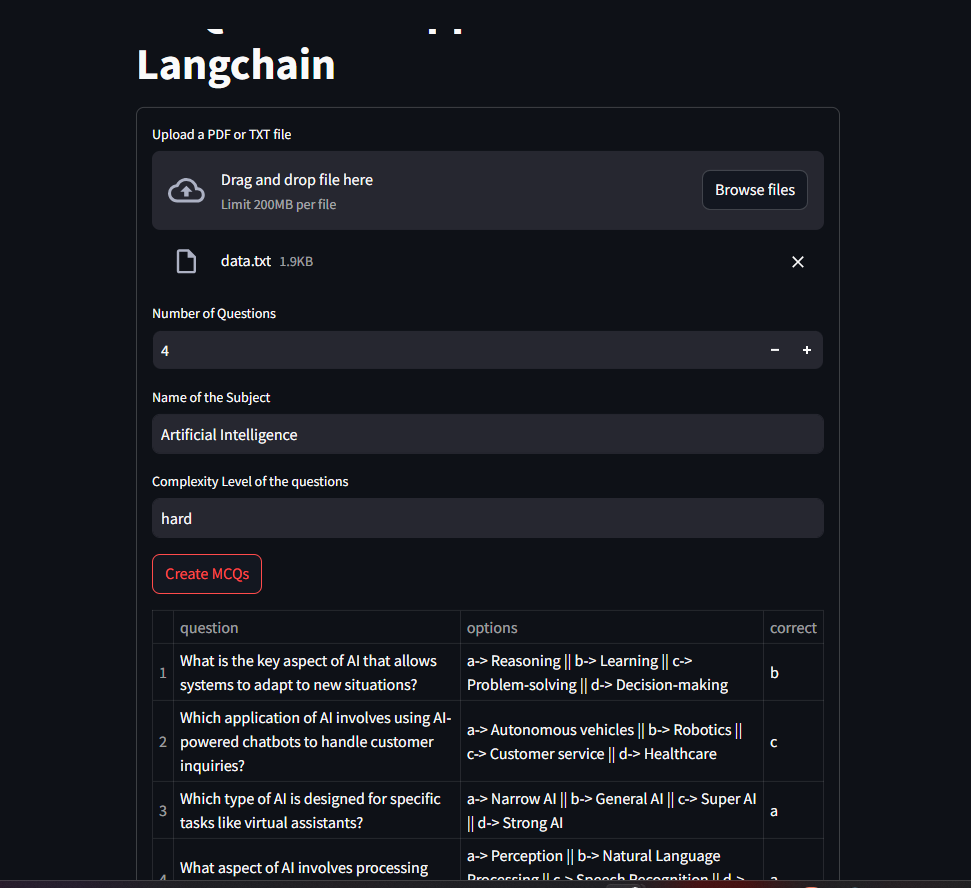 Langchain
Upload a PDF or TXT file
Drag and drop file here
Limit 200MB per file
Browse files
data.txt 1.9KB
Number of Questions
4
Name of the Subject
Artificial Intelligence
Complexity Level of the questions
hard
Create MCQs
question options correct
1 What is the key aspect of AI that allows systems to adapt to new situations? a-> Reasoning || b-> Learning || c-> Problem-solving || d-> Decision-making b
2 Which application of AI involves using AI-powered chatbots to handle customer inquiries? a-> Autonomous vehicles || b-> Robotics || c-> Customer service || d-> Healthcare c
3 Which type of AI is designed for specific tasks like virtual assistants? a-> Narrow AI || b-> General AI || c-> Super AI || d-> Strong AI a
4 What aspect of AI involves processing a-> Perception || b-> Natural Language Processing || c-> Speech Recognition || d-> a